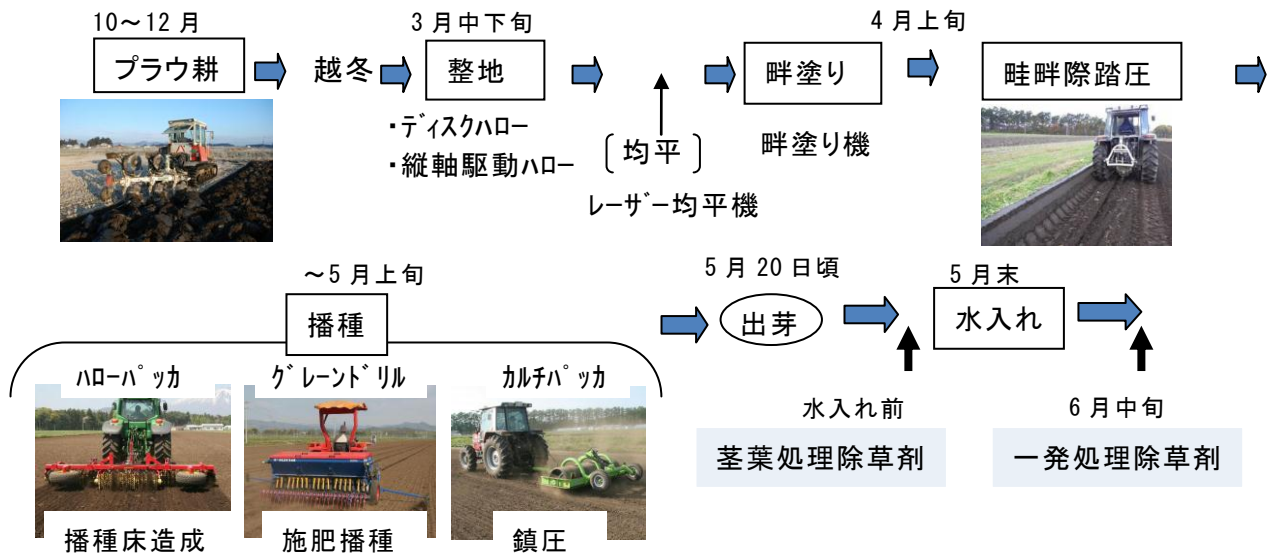 10～12月
プラウ耕
越冬
3月中下旬
整地
・ディスクハロー
・縦軸駆動ハロー
〔均平〕
レーザー均平機
畔塗り
畔塗り機
4月上旬
畦畔際踏圧
～5月上旬
播種
ハローパッカ
播種床造成
グレーンドリル
施肥播種
カルチパッカ
鎮圧
5月20日頃
出芽
水入れ前
茎葉処理除草剤
5月末
水入れ
6月中旬
一発処理除草剤